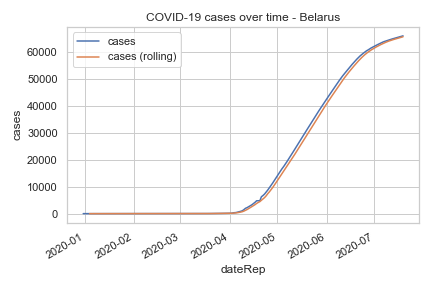 COVID-19 cases over time - Belarus
cases
cases (rolling)
60000
50000
40000
30000
20000
10000
0
cases
2020-01
2020-02
2020-03
2020-04
2020-05
2020-06
2020-07
dateRep